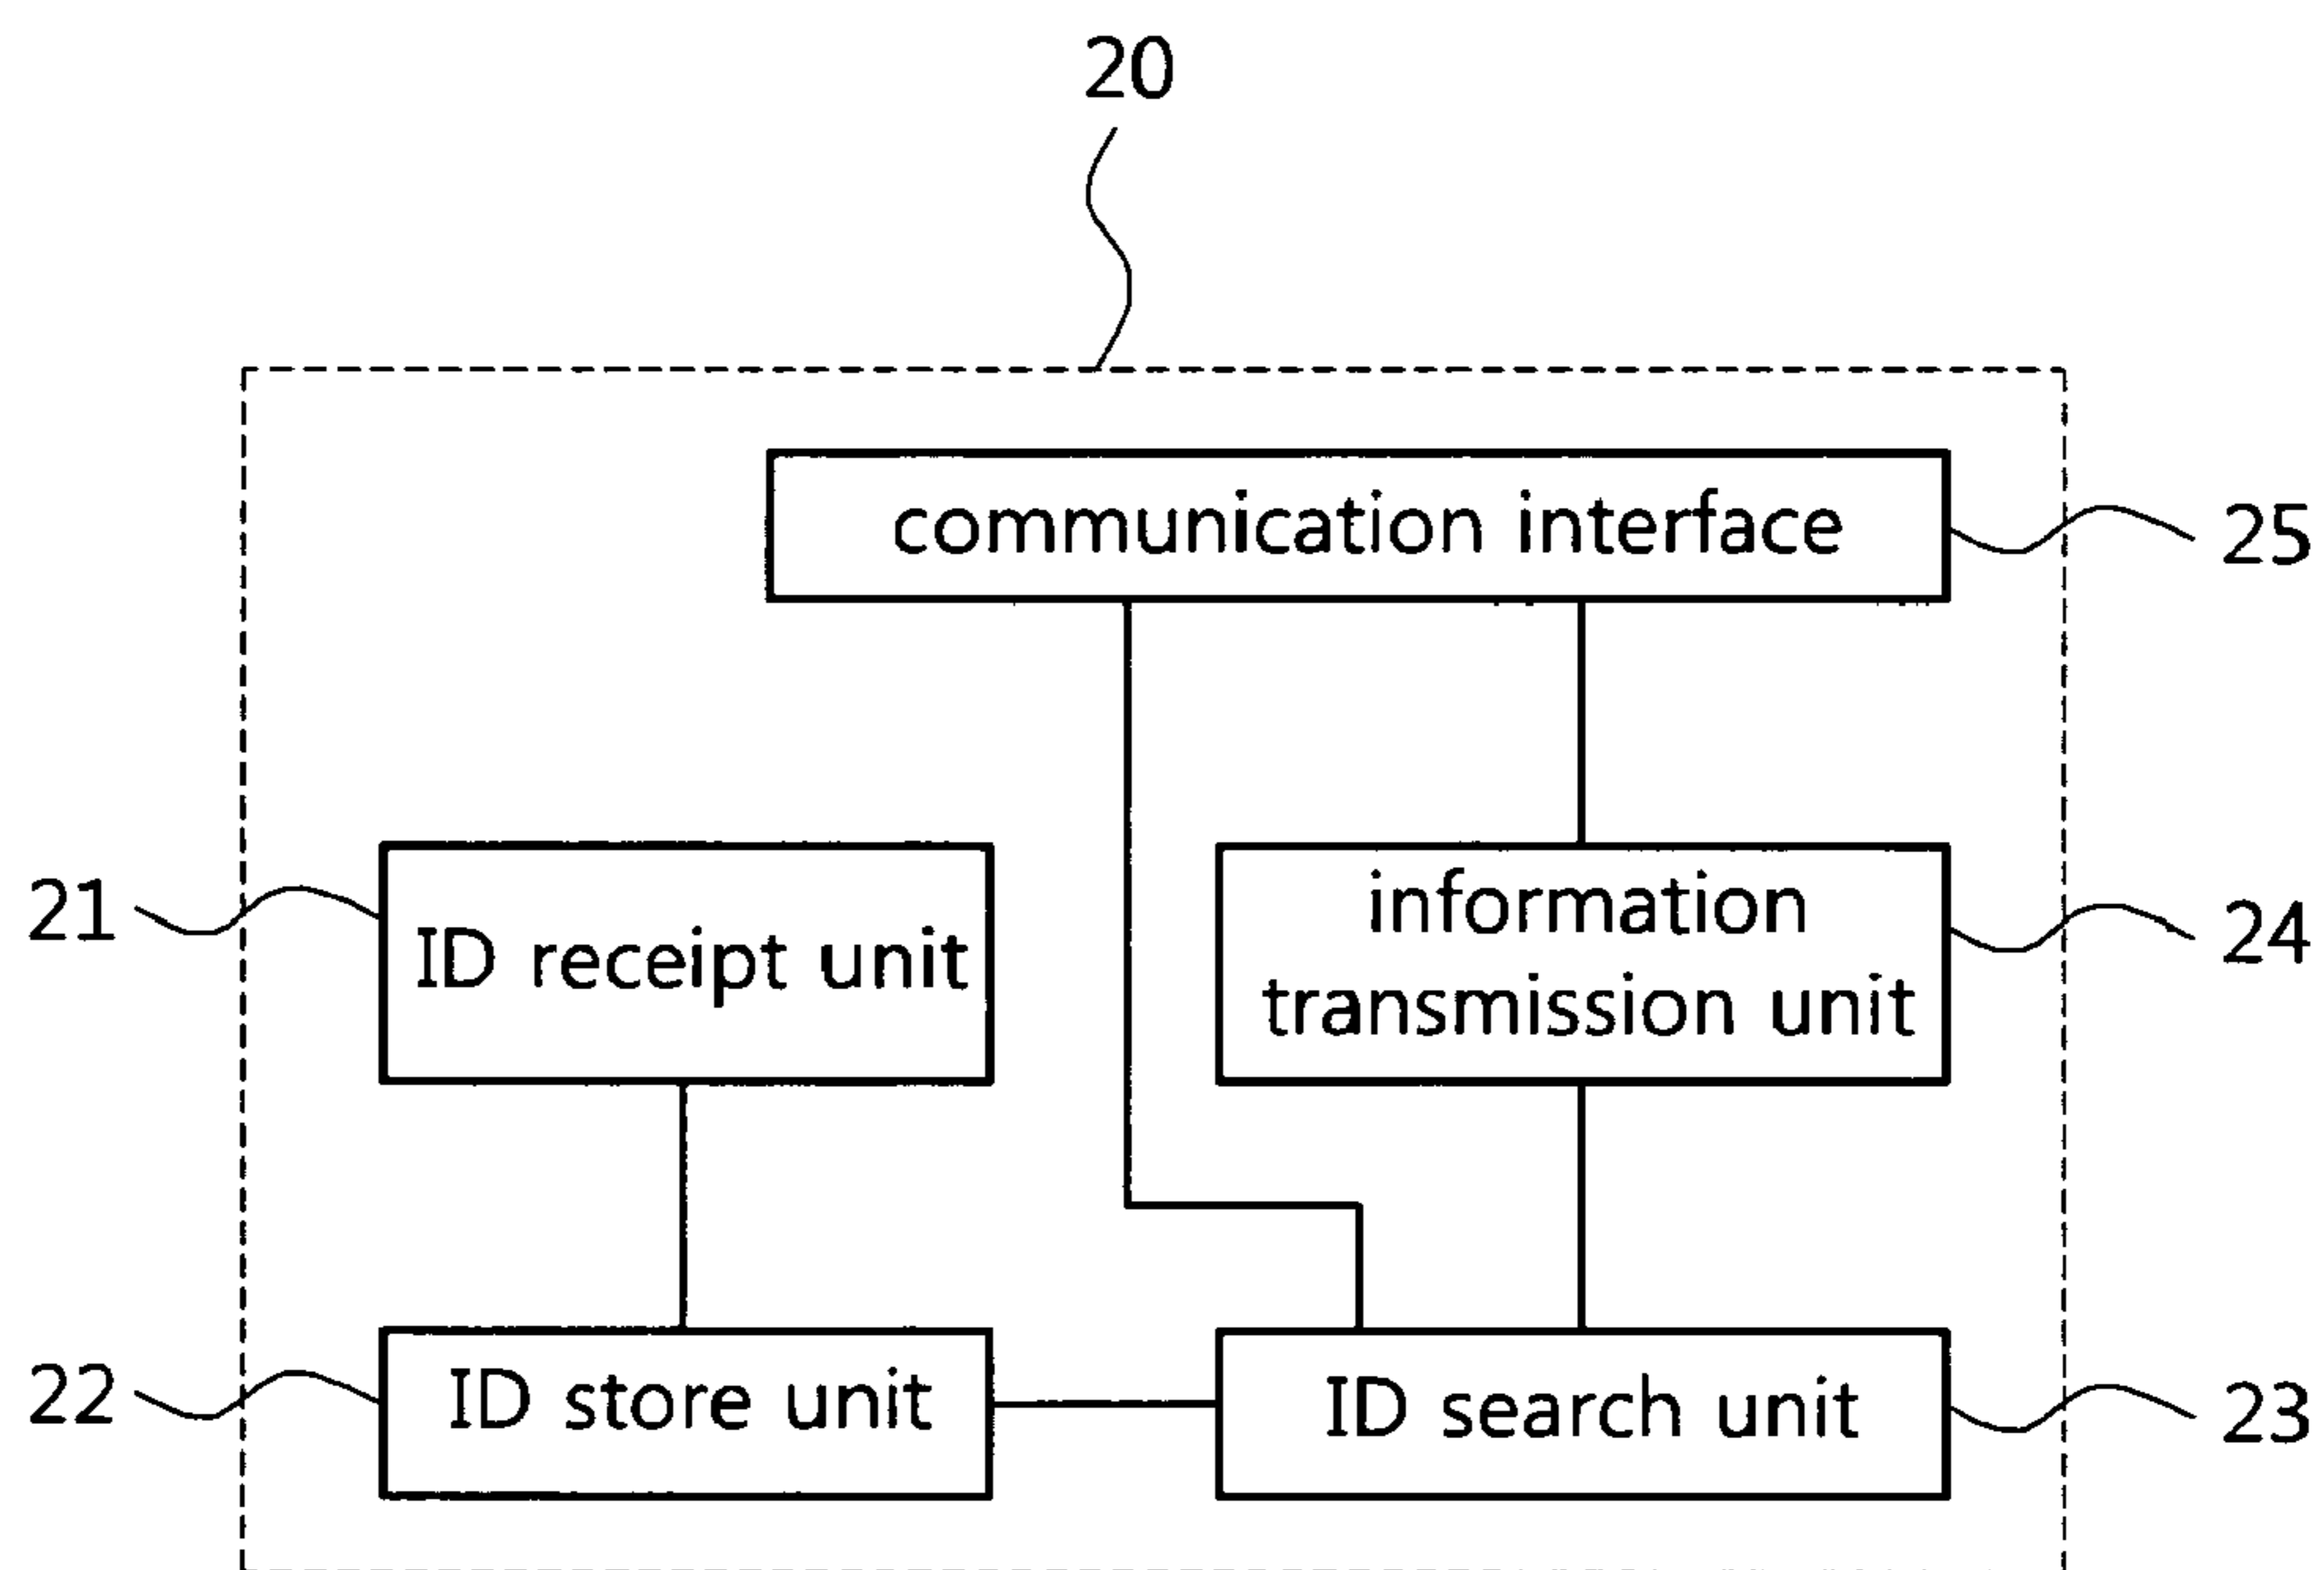 20
communication interface
25
21
ID receipt unit
information
transmission unit
24
22
ID store unit
ID search unit
23